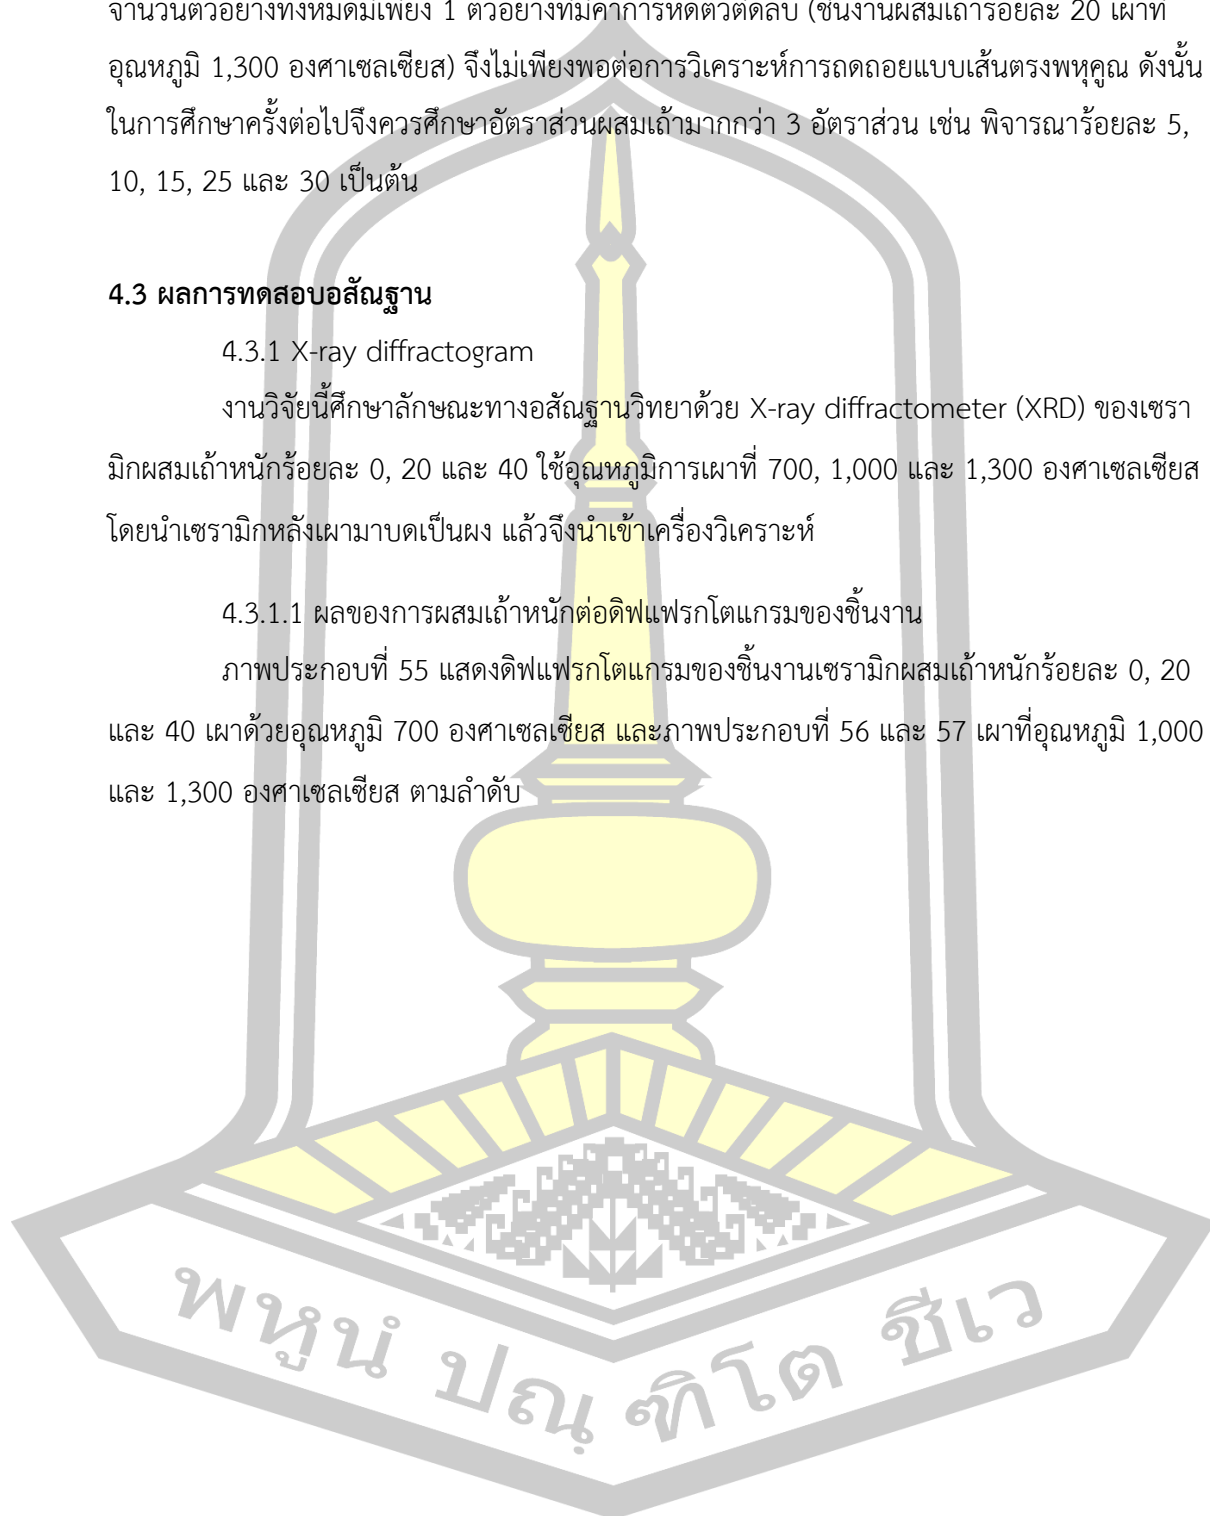 จำนวนตัวอย่างทั้งหมดมีเพียง 1 ตัวอย่างที่มีค่าการหดตัวติดลบ (ชิ้นงานผสมเถ้าร้อยละ 20 เผาที่
อุณหภูมิ 1,300 องศาเซลเซียส) จึงไม่เพียงพอต่อการวิเคราะห์การถดถอยแบบเส้นตรงพหุคูณ ดังนั้น
ในการศึกษาครั้งต่อไปจึงควรศึกษาอัตราส่วนผสมเถ้ามากกว่า 3 อัตราส่วน เช่น พิจารณาร้อยละ 5,
10, 15, 25 และ 30 เป็นต้น
4.3 ผลการทดสอบอสัณฐาน
4.3.1 X-ray diffractogram
งานวิจัยนี้ศึกษาลักษณะทางอสัณฐานวิทยาด้วย X-ray diffractometer (XRD) ของเซรา
มิกผสมเถ้าหนักร้อยละ 0, 20 และ 40 ใช้อุณหภูมิการเผาที่ 700, 1,000 และ 1,300 องศาเซลเซียส
โดยนำเซรามิกหลังเผามาบดเป็นผง แล้วจึงนำเข้าเครื่องวิเคราะห์
4.3.1.1 ผลของการผสมเถ้าหนักต่อดิฟแฟรกโตแกรมของชิ้นงาน
ภาพประกอบที่ 55 แสดงดิฟแฟรกโตแกรมของชิ้นงานเซรามิกผสมเถ้าหนักร้อยละ 0, 20
และ 40 เผาด้วยอุณหภูมิ 700 องศาเซลเซียส และภาพประกอบที่ 56 และ 57 เผาที่อุณหภูมิ 1,000
และ 1,300 องศาเซลเซียส ตามลำดับ
พหูนํ ปณฺฑิโต ชีเว